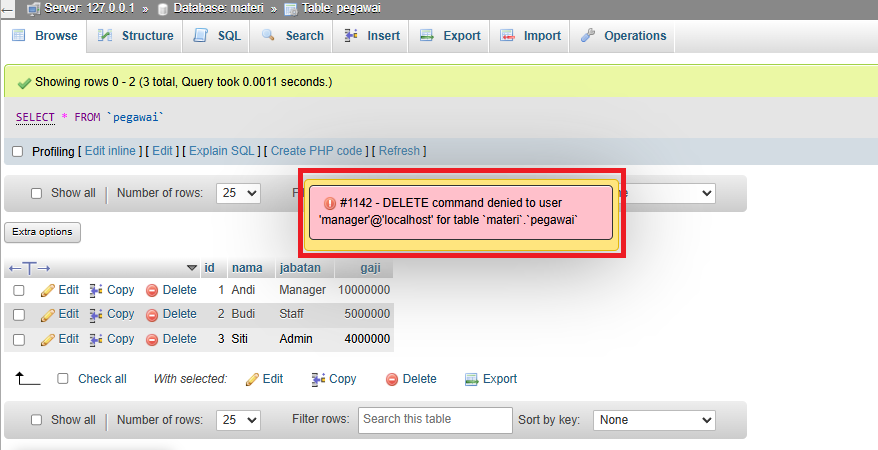 Server: 127.0.0.1 » Database: materi » Table: pegawai
Browse Structure SQL Search Insert Export Import Operations
Showing rows 0 - 2 (3 total, Query took 0.0011 seconds.)
SELECT * FROM `pegawai`
Profiling [ Edit inline ] [ Edit ] [ Explain SQL ] [ Create PHP code ] [ Refresh ]
Show all Number of rows: 25
#1142 - DELETE command denied to user
'manager'@'localhost' for table `materi`.`pegawai`
Extra options
id nama jabatan gaji
Edit Copy Delete 1 Andi Manager 10000000
Edit Copy Delete 2 Budi Staff 5000000
Edit Copy Delete 3 Siti Admin 4000000
Check all With selected: Edit Copy Delete Export
Show all Number of rows: 25 Filter rows: Search this table Sort by key: None